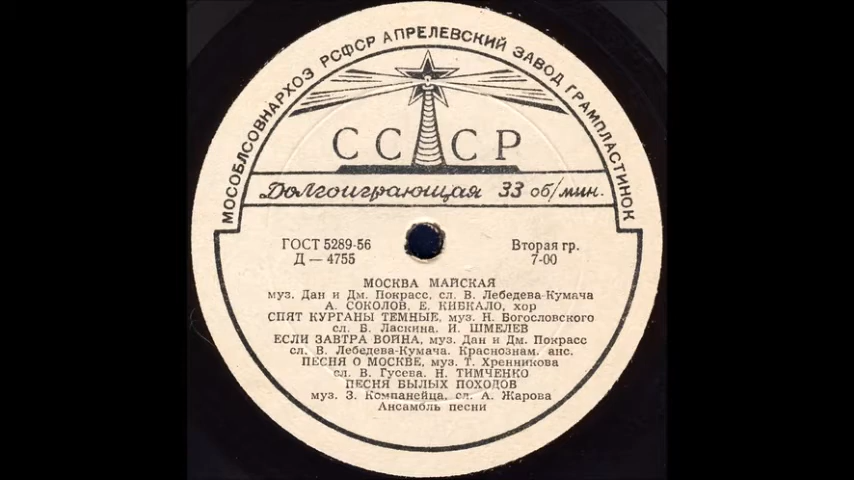 МОСОБЛСОВНАРХОЗ РСФСР АПРЕЛЕВСКИЙ ЗАВОД ГРАМПЛАСТИНОК
СССР
Долгоиграющая 33 об/мин.
ГОСТ 5289-56 Вторая гр.
Д — 4755 7-00
МОСКВА МАЙСКАЯ
муз. Дан и Дм. Покрасс, сл. В. Лебедева-Кумача
А. СОКОЛОВ, Е. КИБКАЛО, хор
СПЯТ КУРГАНЫ ТЕМНЫЕ, муз. Н. Богословского
сл. Б. Ласкина, И. ШМЕЛЕВ
ЕСЛИ ЗАВТРА ВОЙНА, муз. Дан и Дм. Покрасс
сл. В. Лебедева-Кумача. Краснознам. анс.
ПЕСНЯ О МОСКВЕ, муз. Т. Хренникова
сл. В. Гусева. Н. ТИМЧЕНКО
ПЕСНЯ БЫЛЫХ ПОХОДОВ
муз. З. Компанейца, сл. А. Жарова
Ансамбль песни